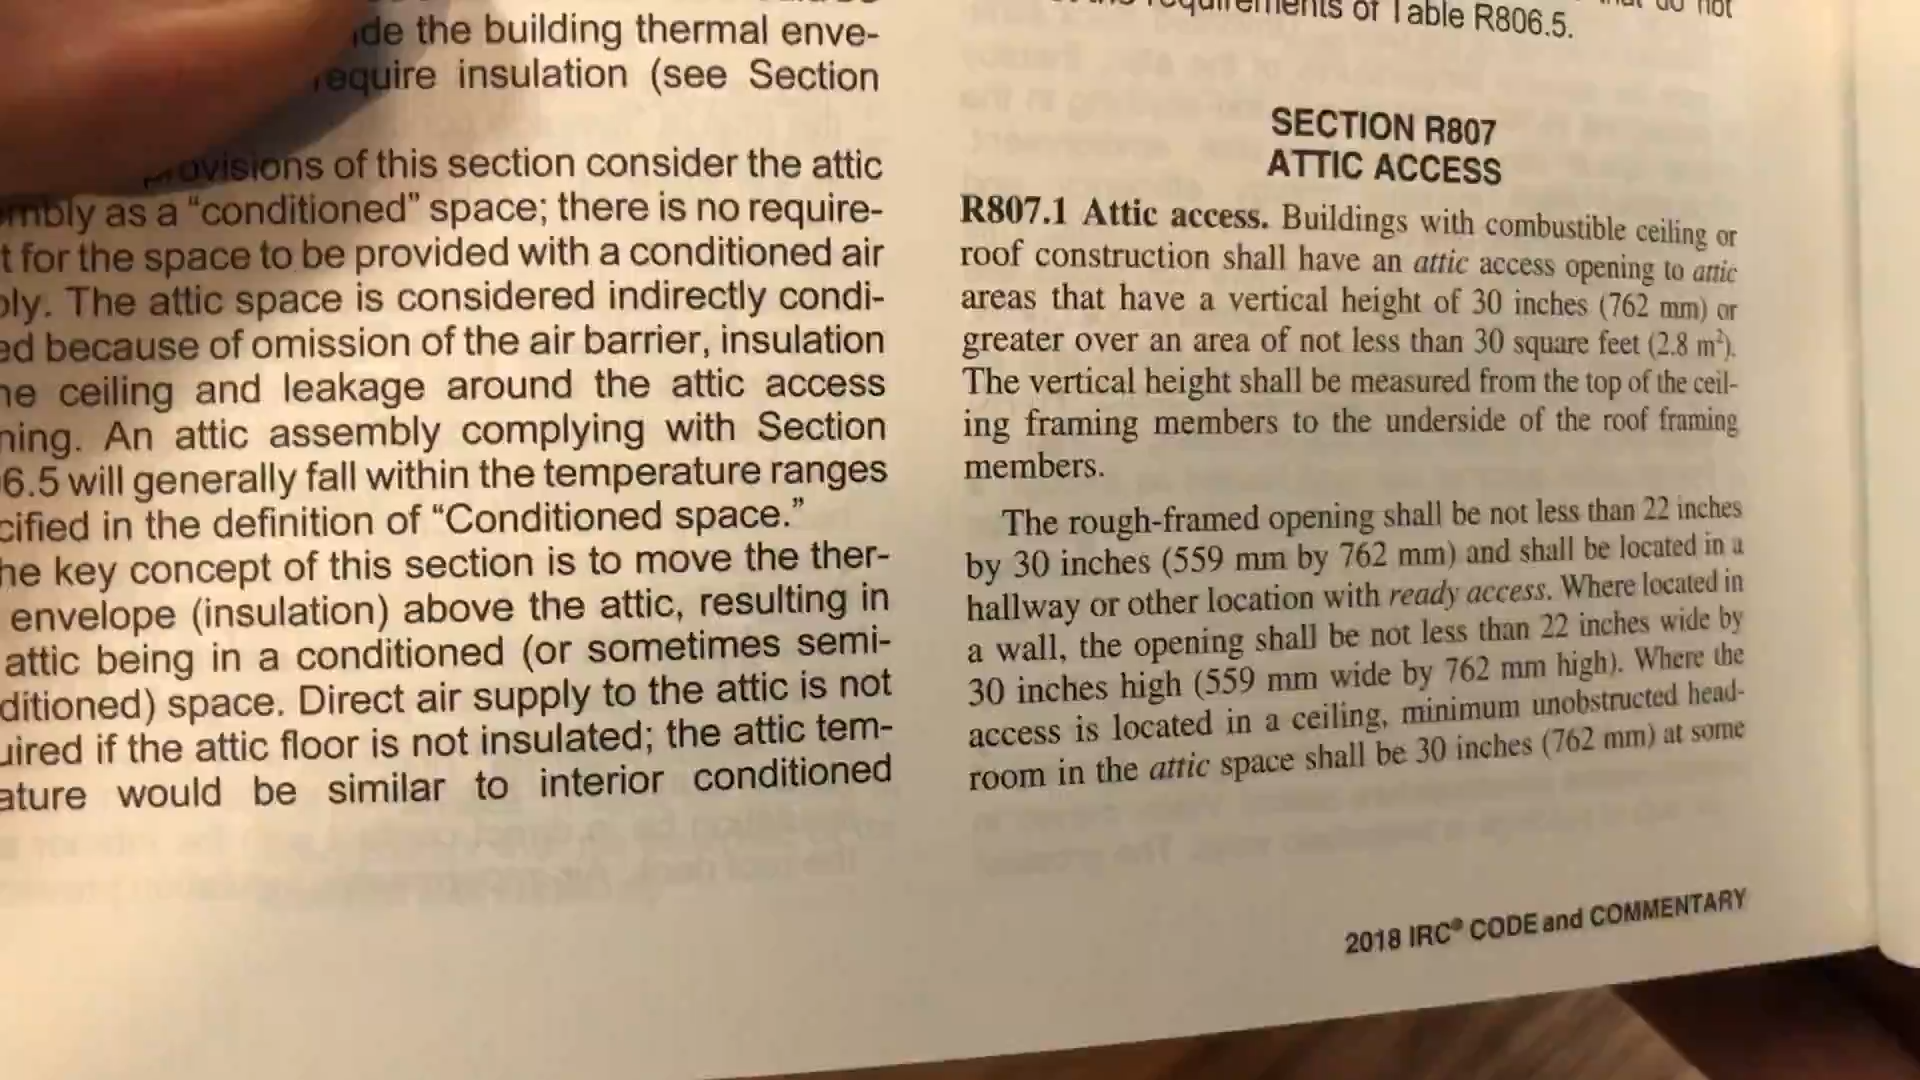 de the building thermal enve-
require insulation (see Section
provisions of this section consider the attic
as a “conditioned” space; there is no require-
t for the space to be provided with a conditioned air
ply. The attic space is considered indirectly condi-
ed because of omission of the air barrier, insulation
he ceiling and leakage around the attic access
ning. An attic assembly complying with Section
6.5 will generally fall within the temperature ranges
cified in the definition of “Conditioned space.”
he key concept of this section is to move the ther-
envelope (insulation) above the attic, resulting in
attic being in a conditioned (or sometimes semi-
ditioned) space. Direct air supply to the attic is not
uired if the attic floor is not insulated; the attic tem-
ature would be similar to interior conditioned
requirements of Table R806.5.
SECTION R807
ATTIC ACCESS
R807.1 Attic access. Buildings with combustible ceiling or
roof construction shall have an attic access opening to attic
areas that have a vertical height of 30 inches (762 mm) or
greater over an area of not less than 30 square feet (2.8 m²).
The vertical height shall be measured from the top of the ceil-
ing framing members to the underside of the roof framing
members.
The rough-framed opening shall be not less than 22 inches
by 30 inches (559 mm by 762 mm) and shall be located in a
hallway or other location with ready access. Where located in
a wall, the opening shall be not less than 22 inches wide by
30 inches high (559 mm wide by 762 mm high). Where the
access is located in a ceiling, minimum unobstructed head-
room in the attic space shall be 30 inches (762 mm) at some
2018 IRC® CODE and COMMENTARY